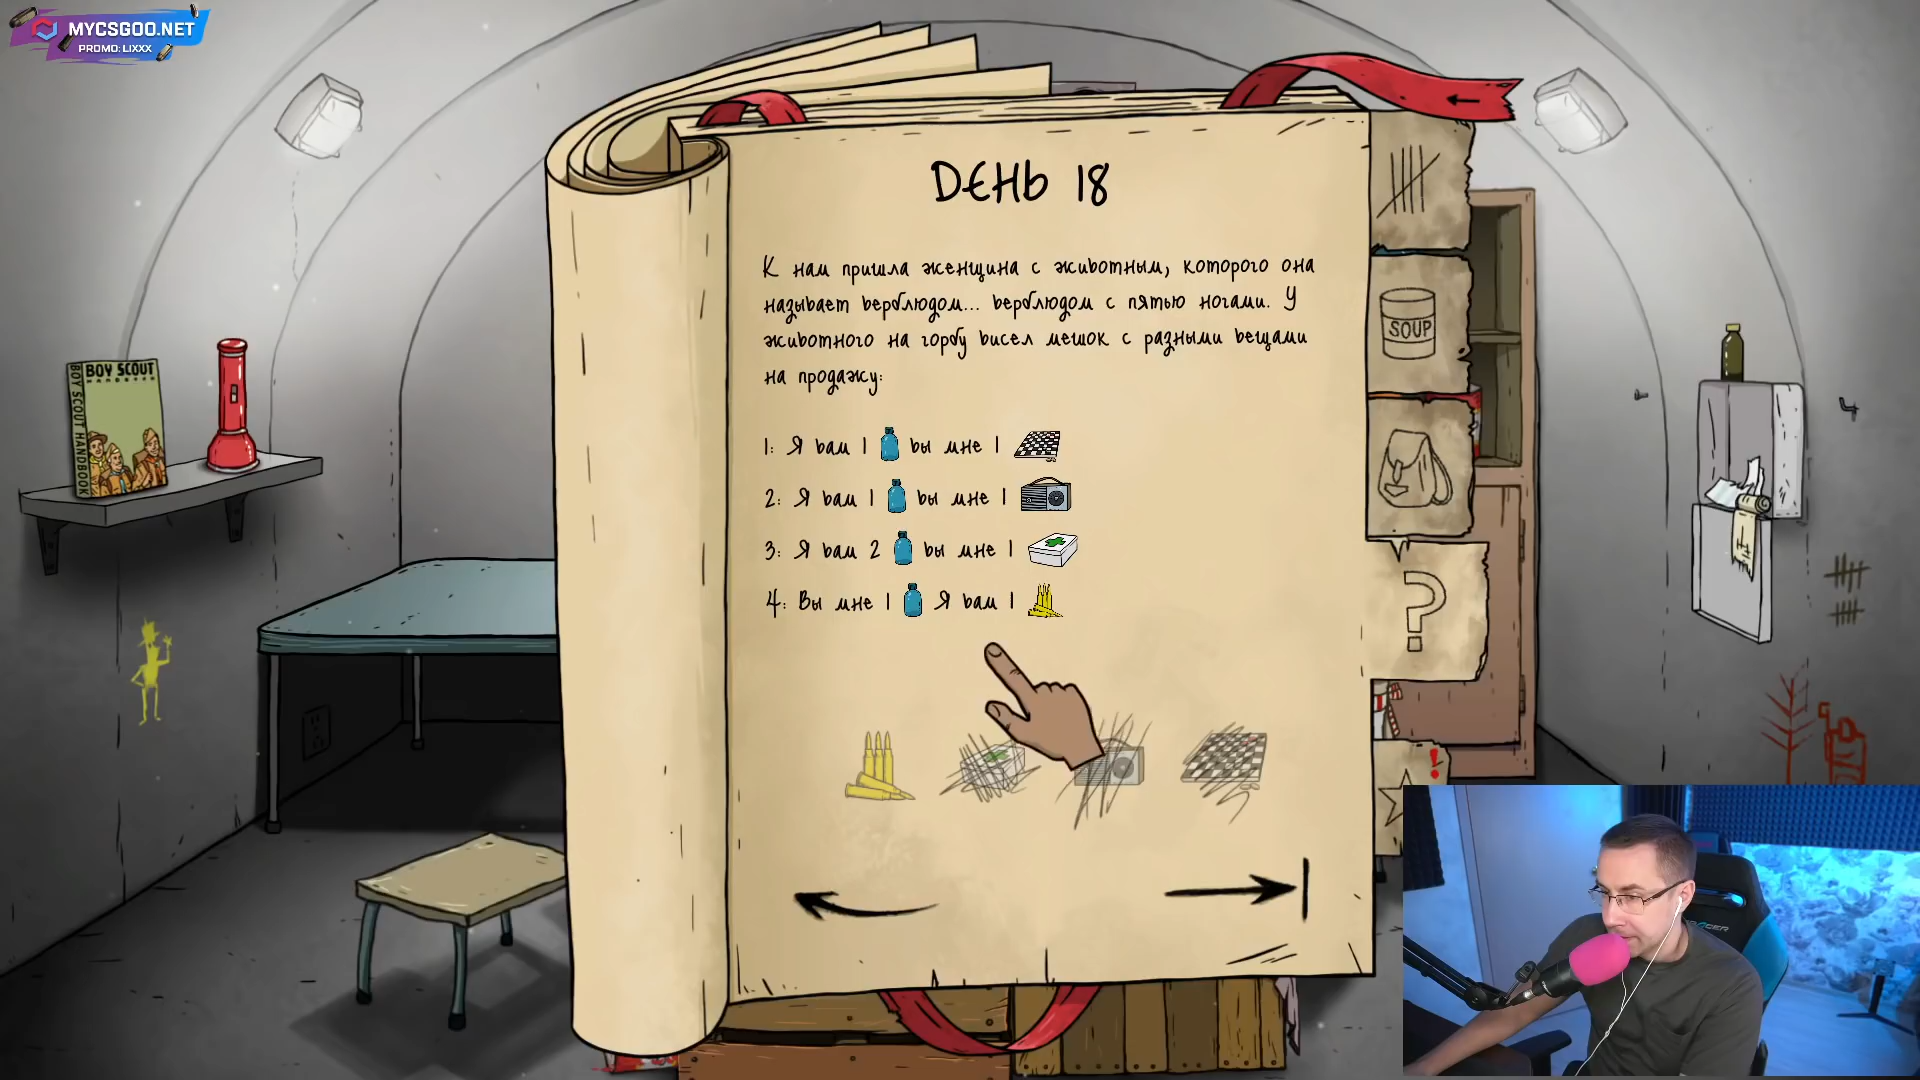 MYCSGOO.NET
PROMO: LIXXX
BOY SCOUT
HANDBOOK
BOY SCOUT HANDBOOK
ДЕНЬ 18
К нам пришла женщина с животным, которого она
называет верблюдом... верблюдом с пятью ногами. У
животного на горбу висел мешок с разными вещами
на продажу:
1: Я вам 1 вы мне 1
2: Я вам 1 вы мне 1
3: Я вам 2 вы мне 1
4: Вы мне 1 Я вам 1
SOUP
?
!